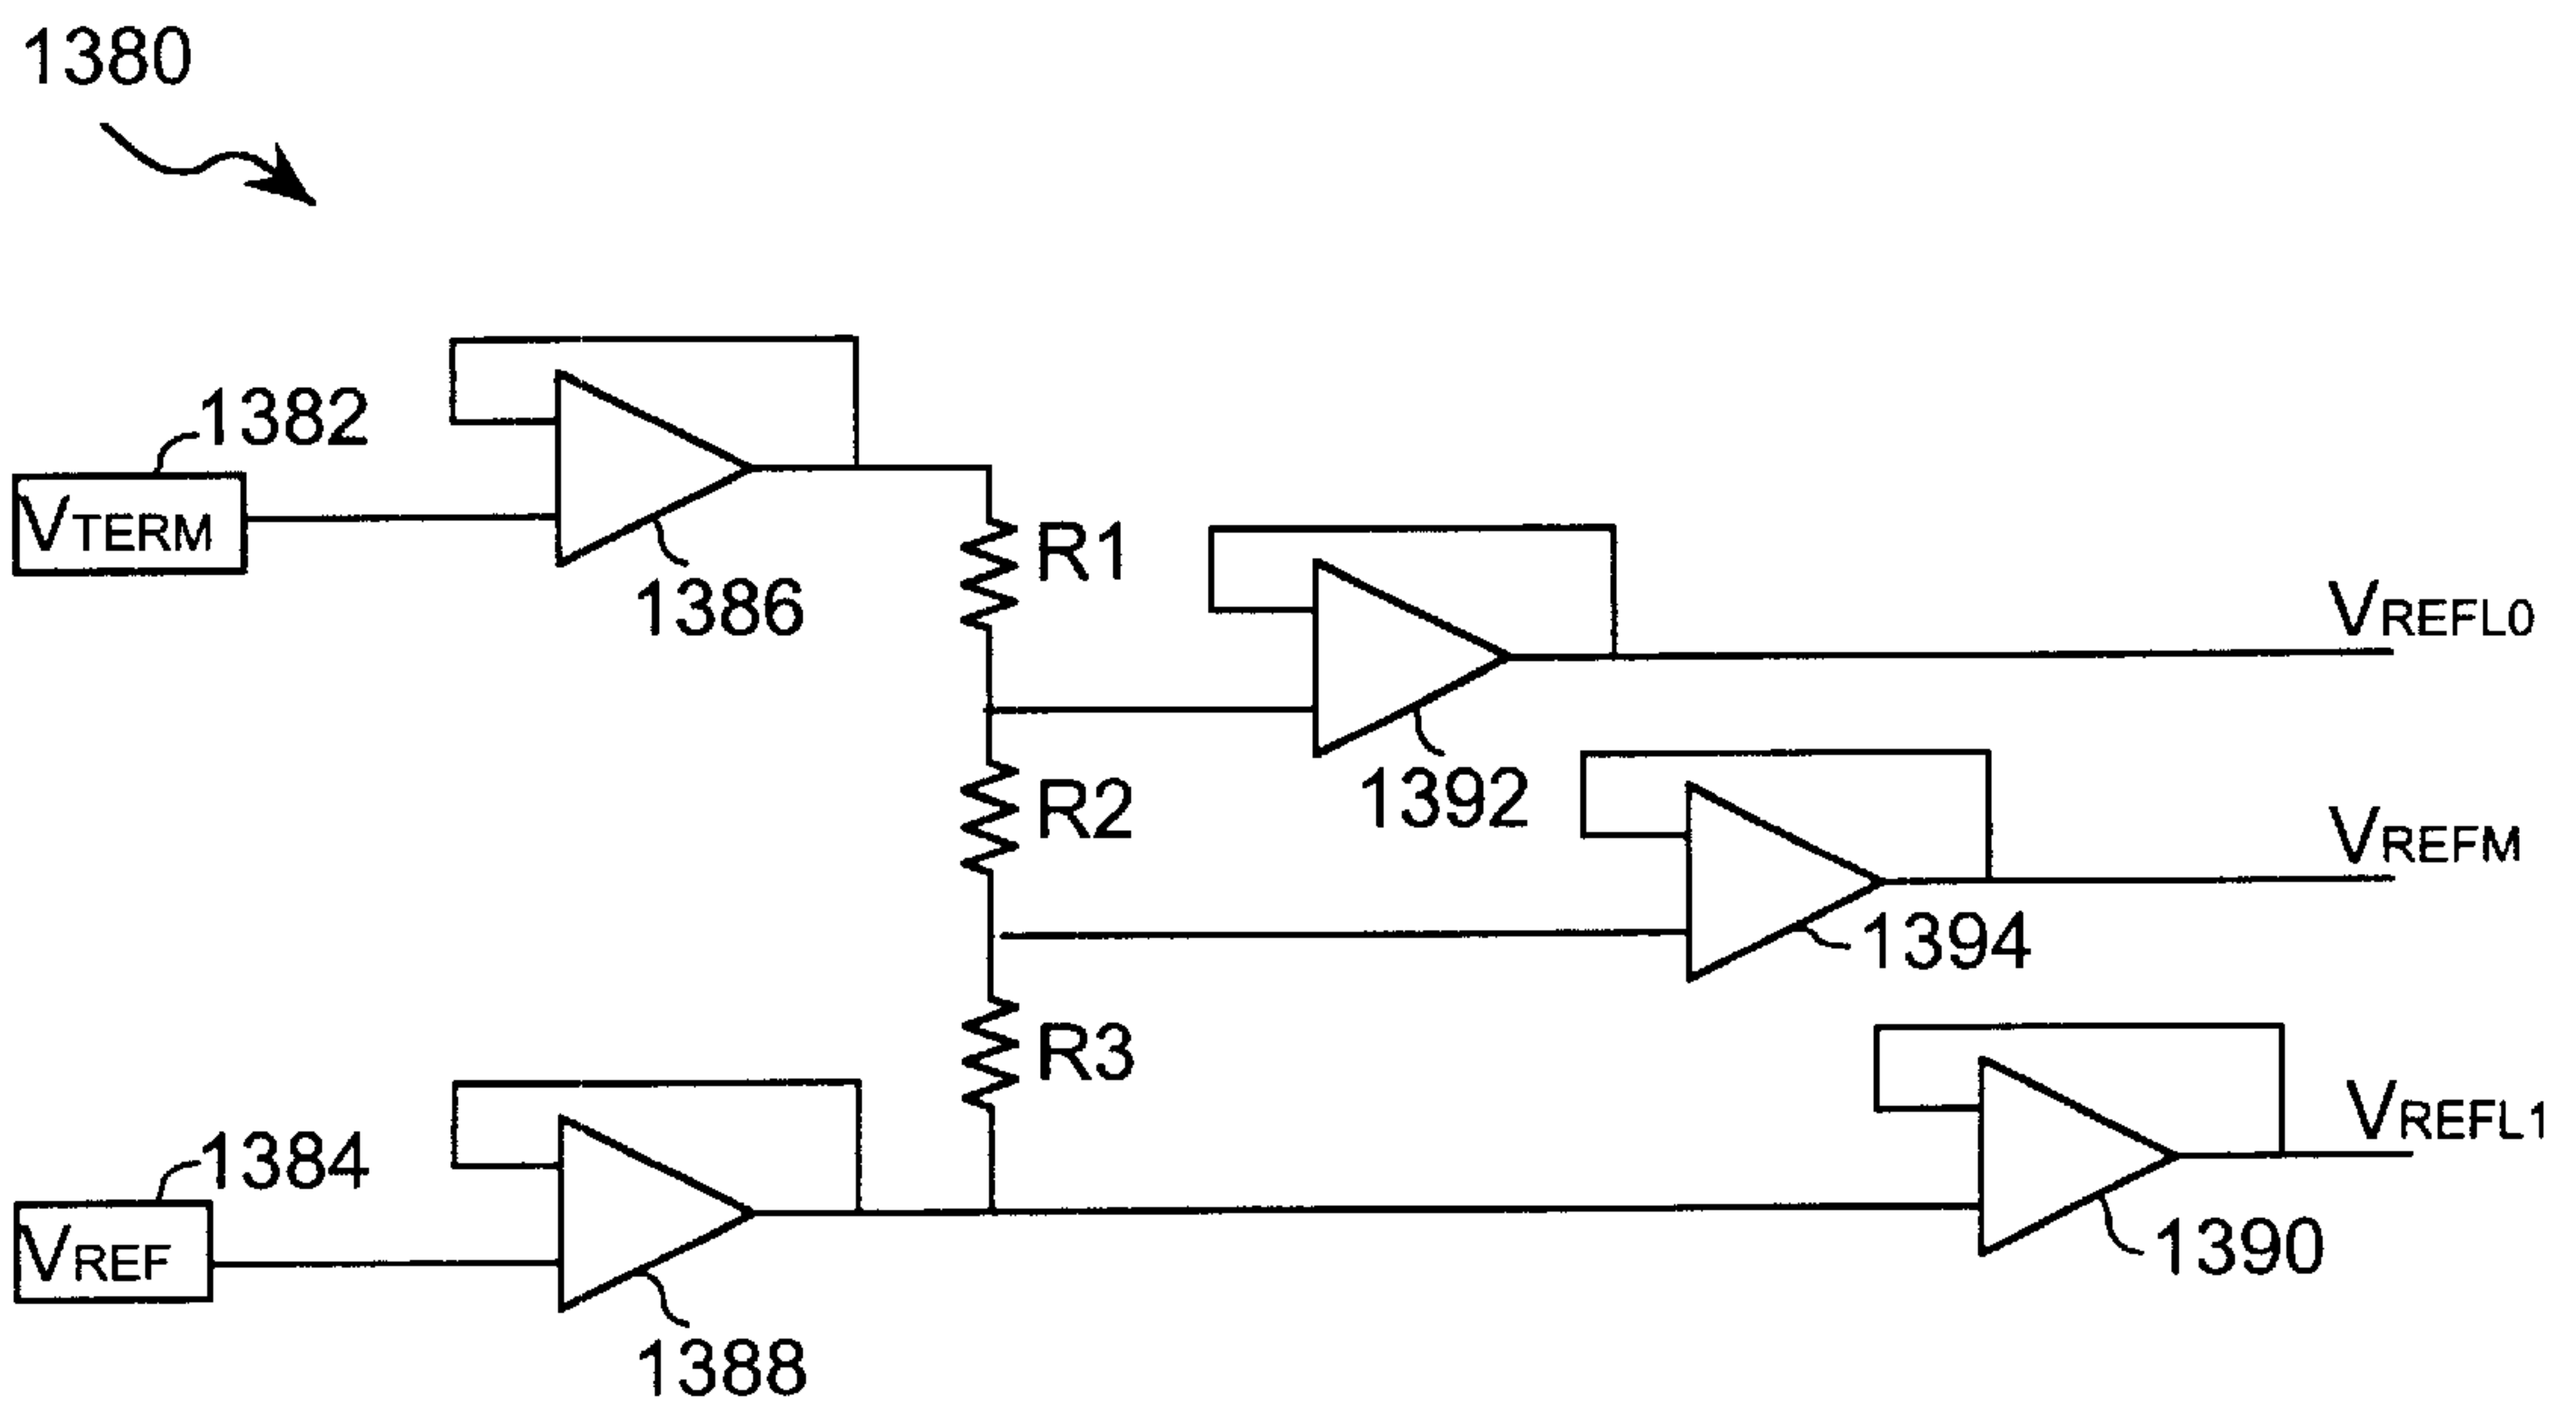 1380
1382
VTERM
1386
R1
VREFL0
1392
R2
VREFM
1394
R3
1384
VREFL1
VREF
1390
1388